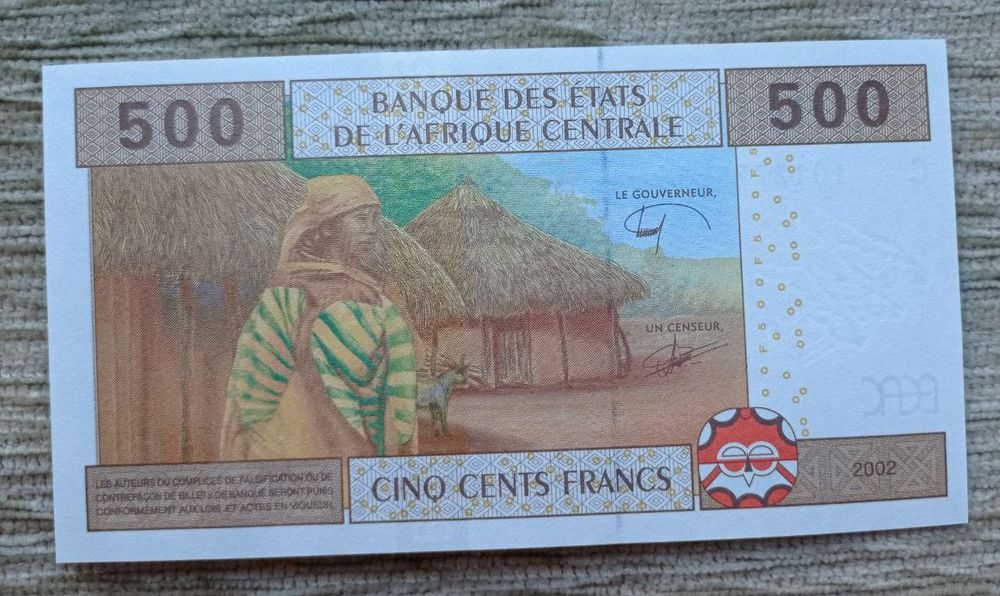 500
BANQUE DES ÉTATS
DE L'AFRIQUE CENTRALE
500
LE GOUVERNEUR,
UN CENSEUR,
LES AUTEURS OU COMPLICES DE FALSIFICATION OU DE
CONTREFAÇON DE BILLETS DE BANQUE SERONT PUNIS
CONFORMÉMENT AUX LOIS ET ACTES EN VIGUEUR.
CINQ CENTS FRANCS
2002